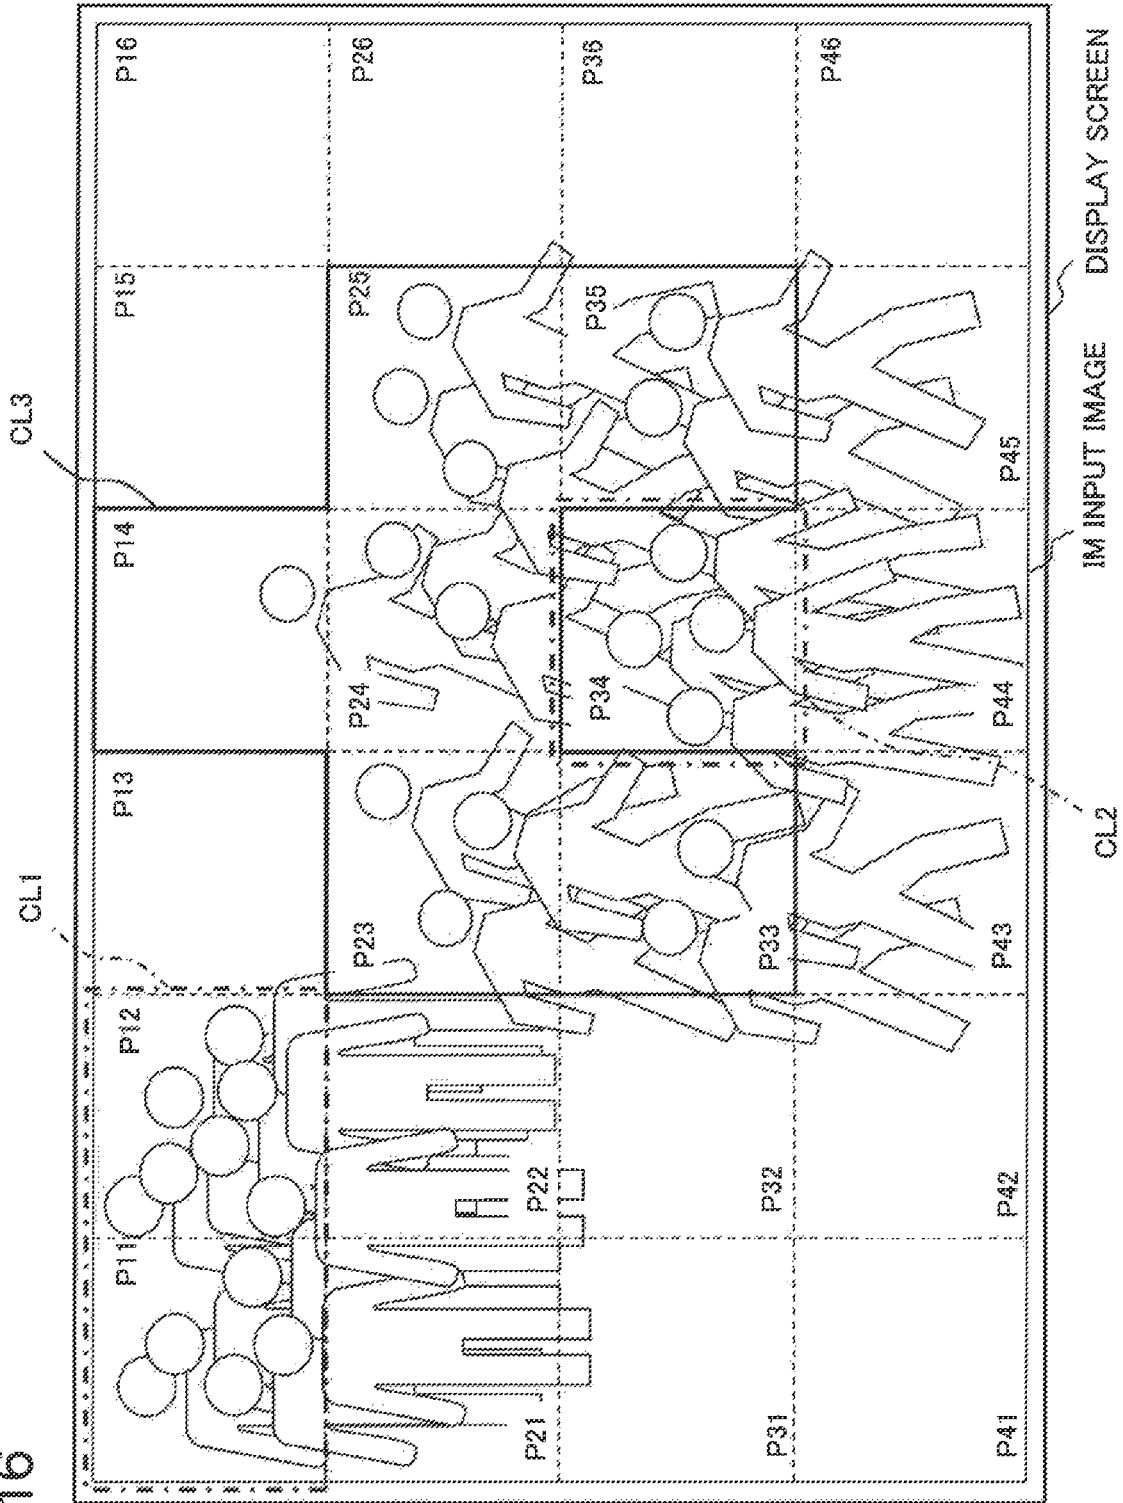 16
CL1
CL3
P11
P12
P13
P14
P15
P16
P21
P22
P23
P24
P25
P26
P31
P32
P33
P34
P35
P36
P41
P42
P43
P44
P45
P46
CL2
IM INPUT IMAGE
DISPLAY SCREEN